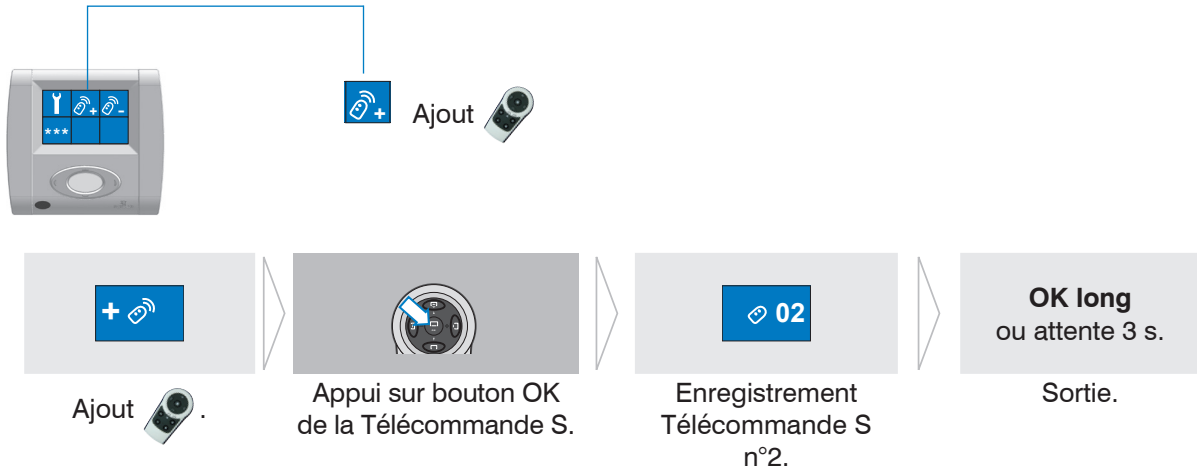 ***
Ajout
02
OK long
ou attente 3 s.
Ajout .
Appui sur bouton OK
de la Télécommande S.
Enregistrement
Télécommande S
n°2.
Sortie.